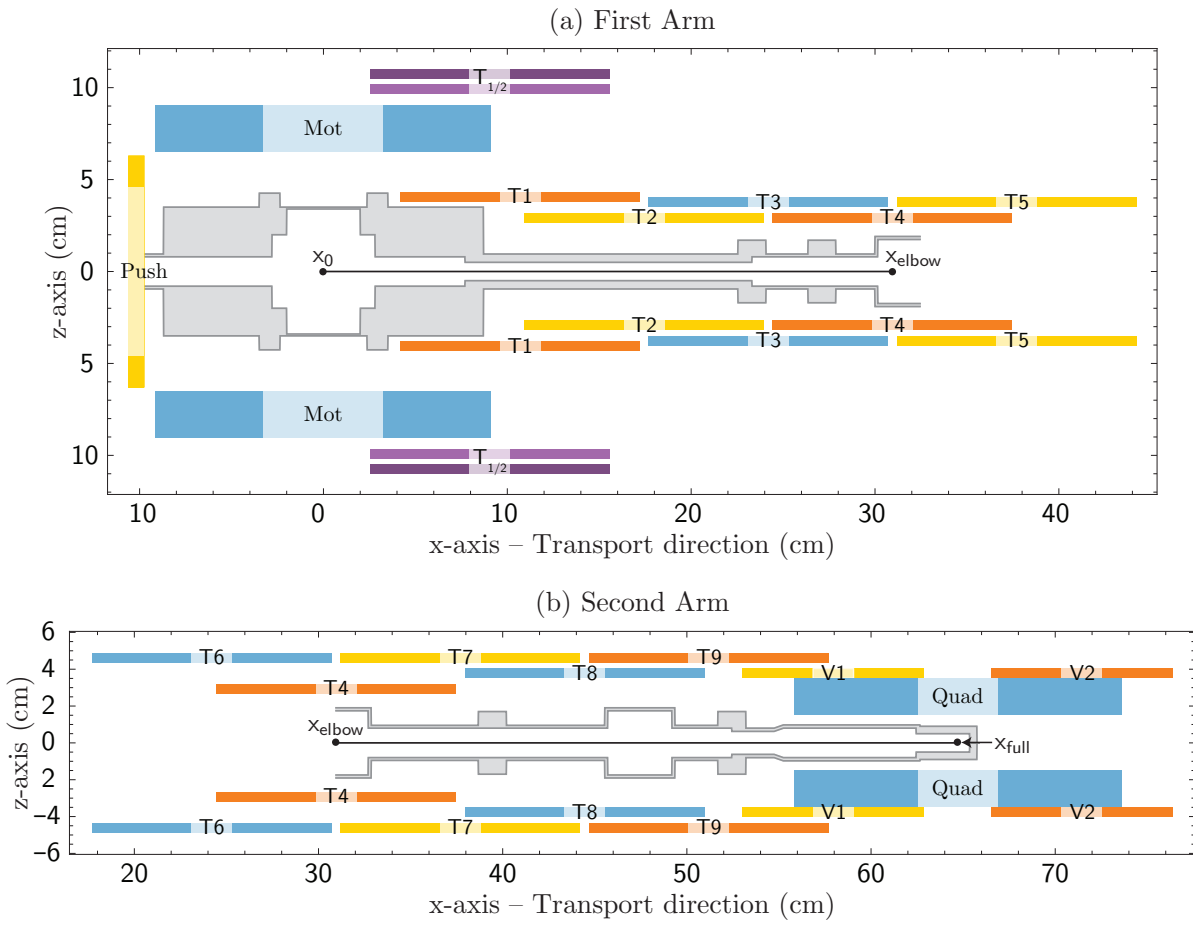 (a) First Arm
z-axis (cm)
10
5
0
5
10
T1/2
Mot
T1
T2
T3
T4
T5
Push
x0
xelbow
T2
T4
T1
T3
T5
Mot
T1/2
10 0 10 20 30 40
x-axis – Transport direction (cm)
(b) Second Arm
z-axis (cm)
6
4
2
0
2
−4
−6
T6 T7 T9
T8 V1 V2
T4 Quad
xelbow
xfull
Quad
T4 T8 V1 V2
T6 T7 T9
20 30 40 50 60 70
x-axis – Transport direction (cm)